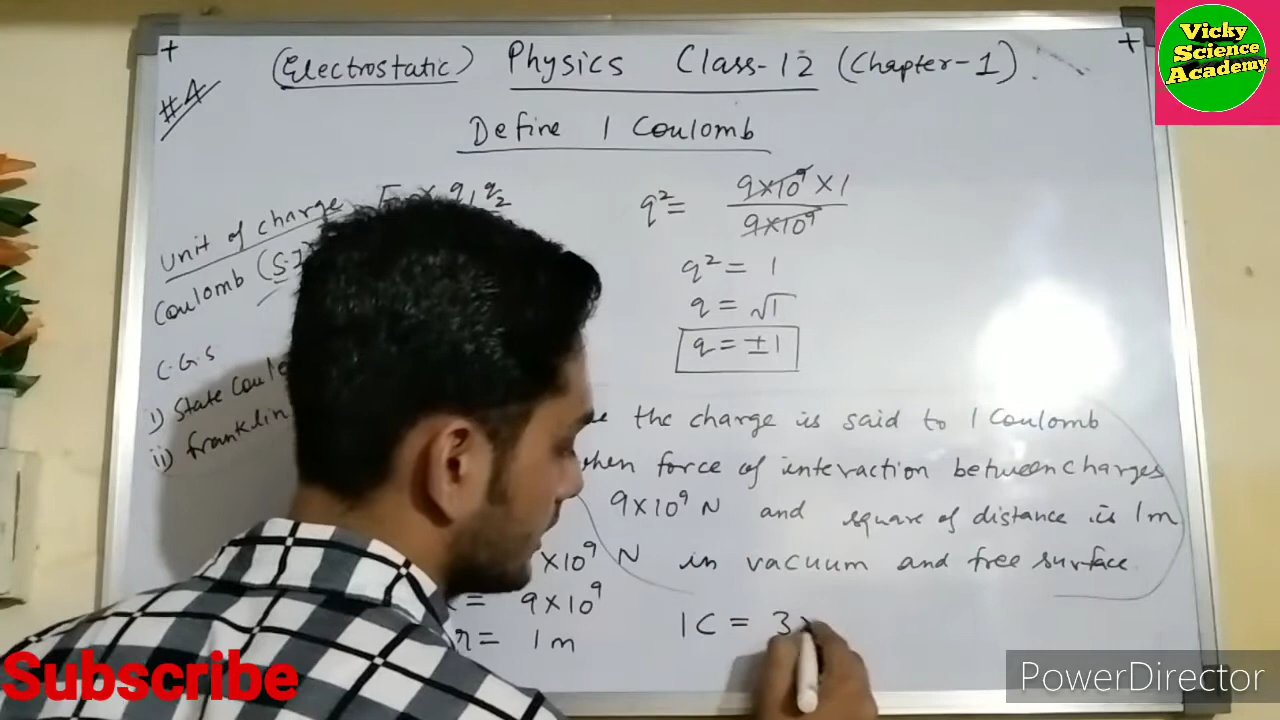 (Electrostatic) Physics Class-12 (Chapter-1).
#4
Define 1 Coulomb
Unit of charge
Coulomb (S.I)
C.G.S
i) State Coul
ii) franklin
q1 q2
q² = 9×10⁹ × 1 / 9×10⁹
q² = 1
q = √1
q = ±1
the charge is said to 1 Coulomb
when force of interaction between charges
9×10⁹ N and square of distance is 1m
in vacuum and free surface.
×10⁹ N
= 9×10⁹
r = 1m
1C = 3×
Vicky
Science
Academy
Subscribe
PowerDirector